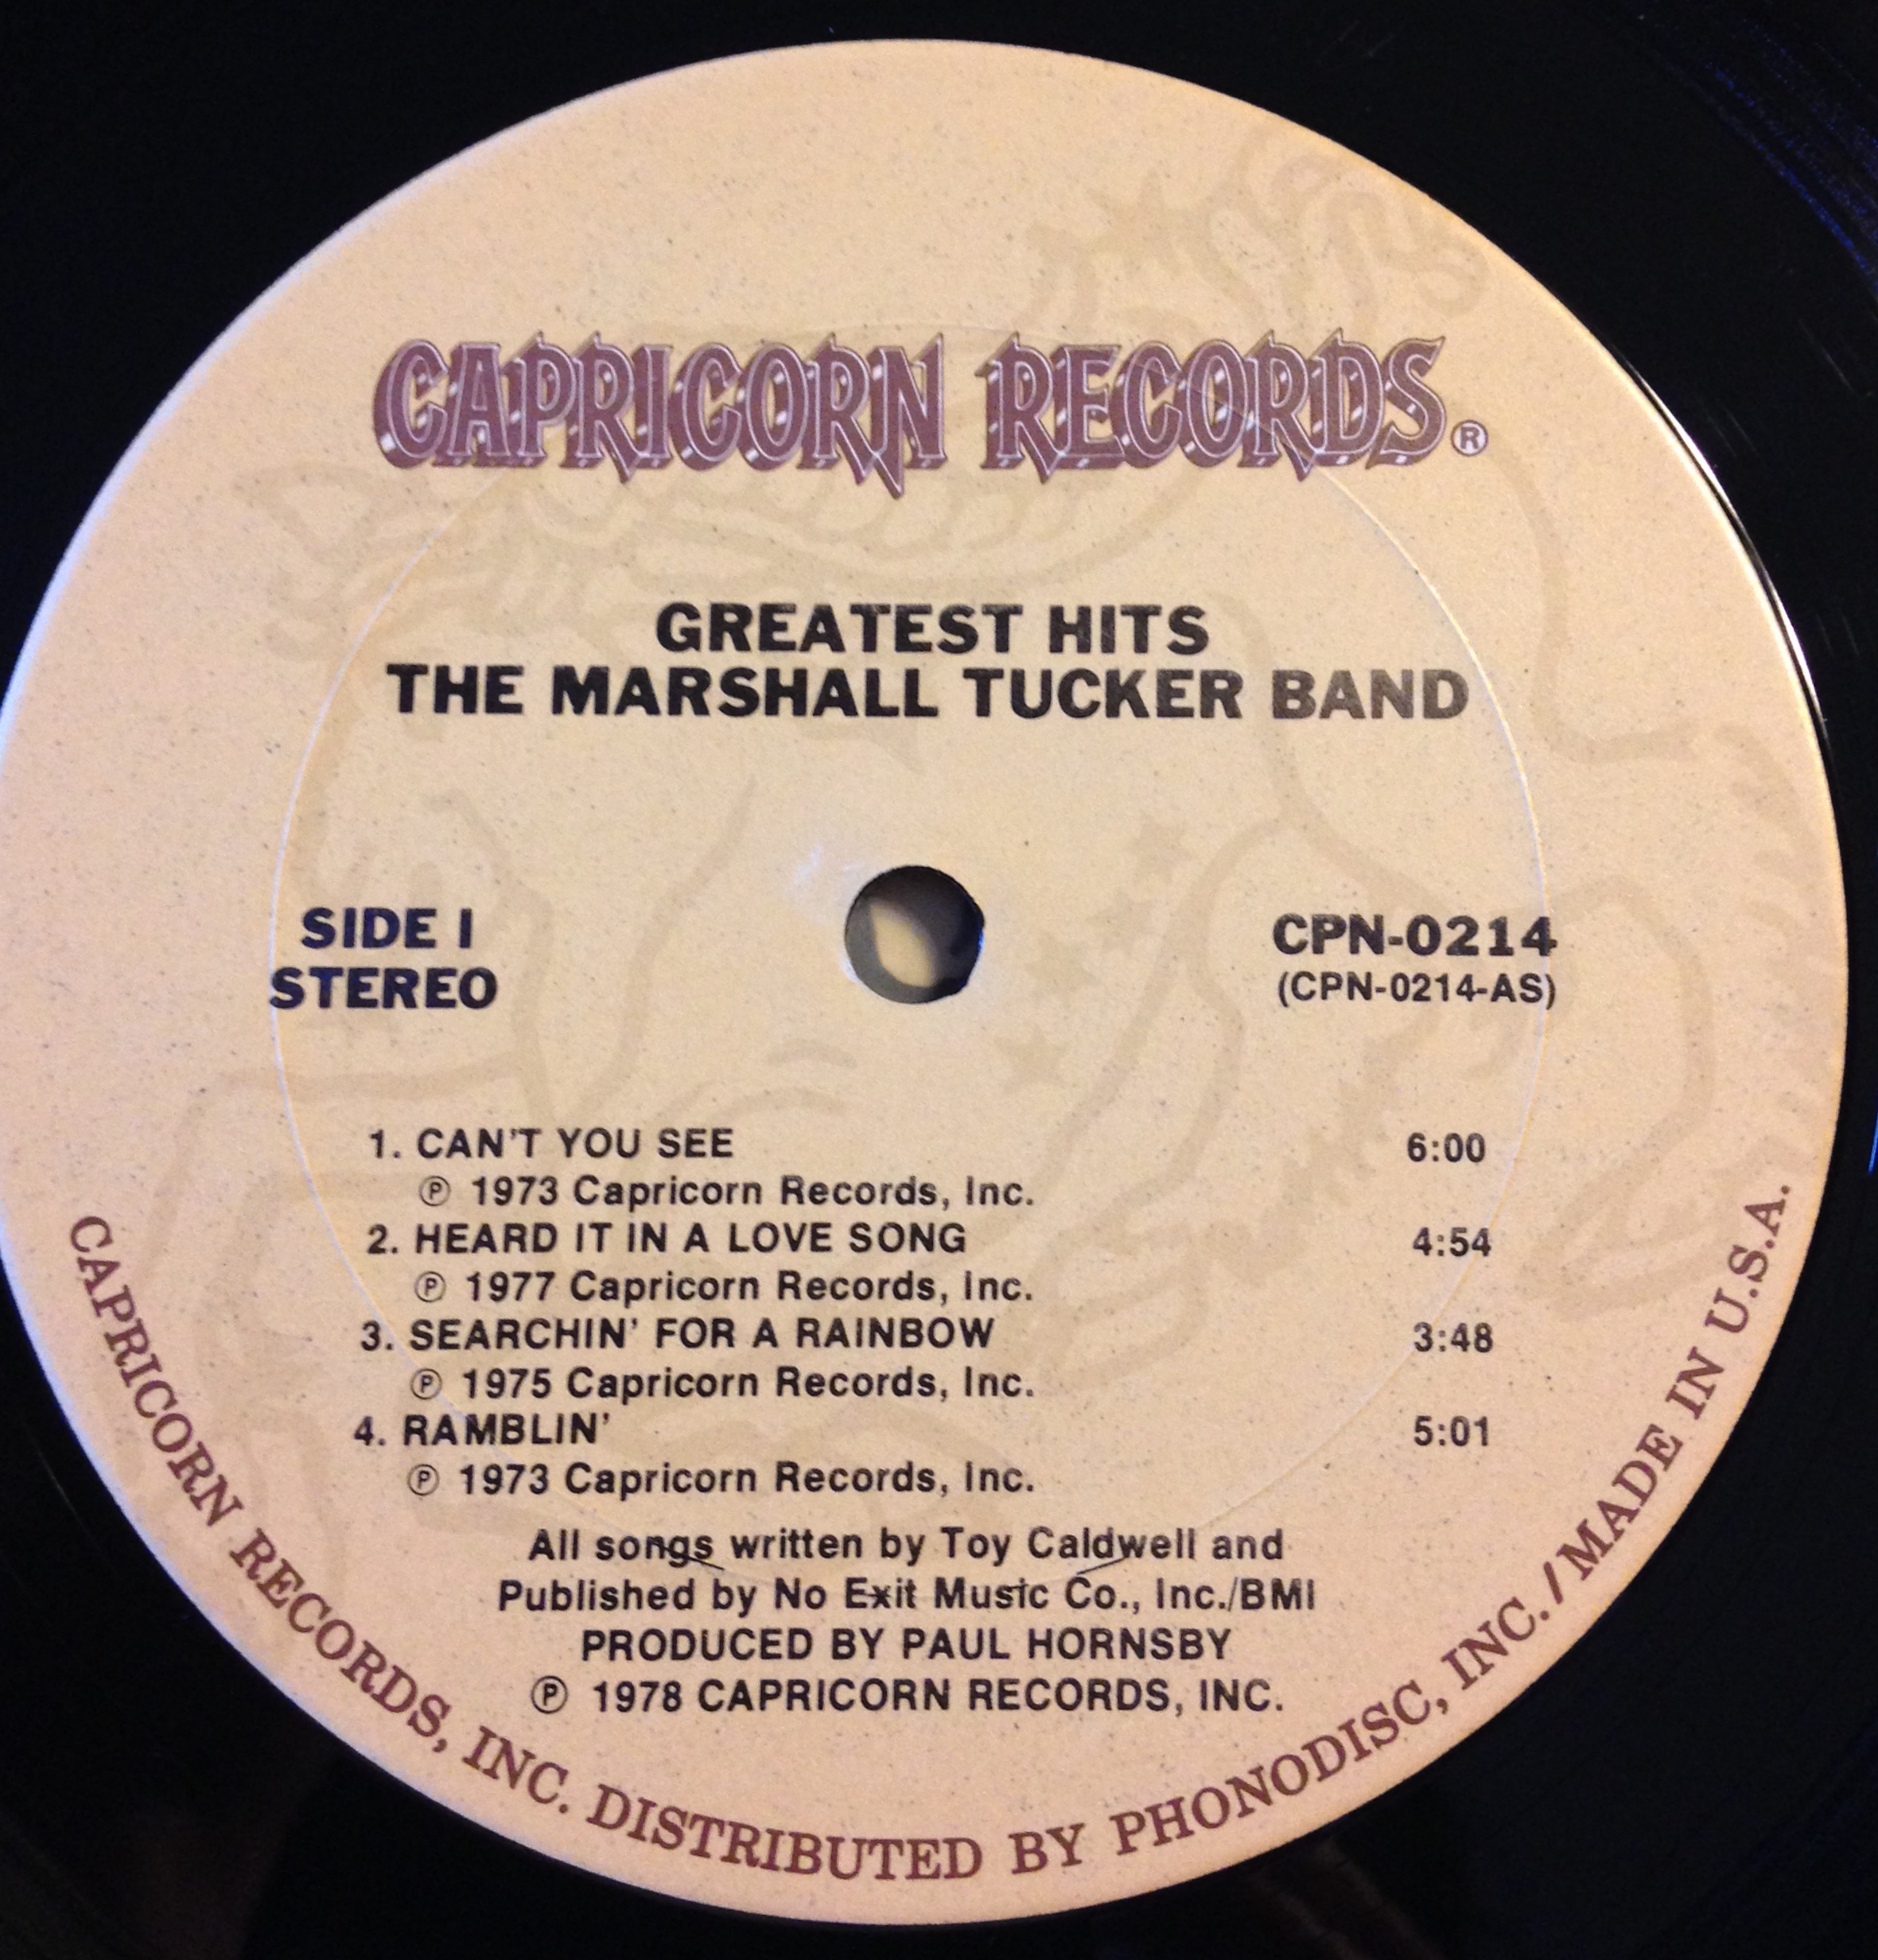 CAPRICORN RECORDS.®
GREATEST HITS
THE MARSHALL TUCKER BAND
SIDE I
STEREO
CPN-0214
(CPN-0214-AS)
1. CAN'T YOU SEE 6:00
℗ 1973 Capricorn Records, Inc.
2. HEARD IT IN A LOVE SONG 4:54
℗ 1977 Capricorn Records, Inc.
3. SEARCHIN' FOR A RAINBOW 3:48
℗ 1975 Capricorn Records, Inc.
4. RAMBLIN' 5:01
℗ 1973 Capricorn Records, Inc.
All songs written by Toy Caldwell and
Published by No Exit Music Co., Inc./BMI
PRODUCED BY PAUL HORNSBY
℗ 1978 CAPRICORN RECORDS, INC.
CAPRICORN RECORDS, INC. DISTRIBUTED BY PHONODISC, INC./MADE IN U.S.A.